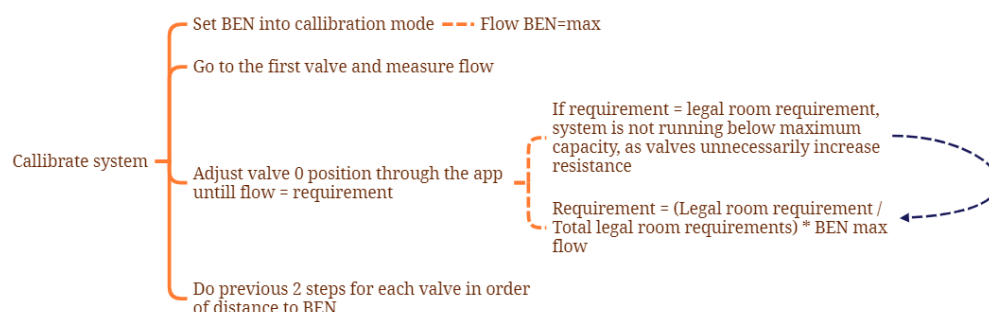 Set BEN into callibration mode
Flow BEN=max
Go to the first valve and measure flow
If requirement = legal room requirement,
system is not running below maximum
capacity, as valves unnecessarily increase
resistance
Callibrate system
Adjust valve 0 position through the app
untill flow = requirement
Requirement = (Legal room requirement /
Total legal room requirements) * BEN max
flow
Do previous 2 steps for each valve in order
of distance to BEN